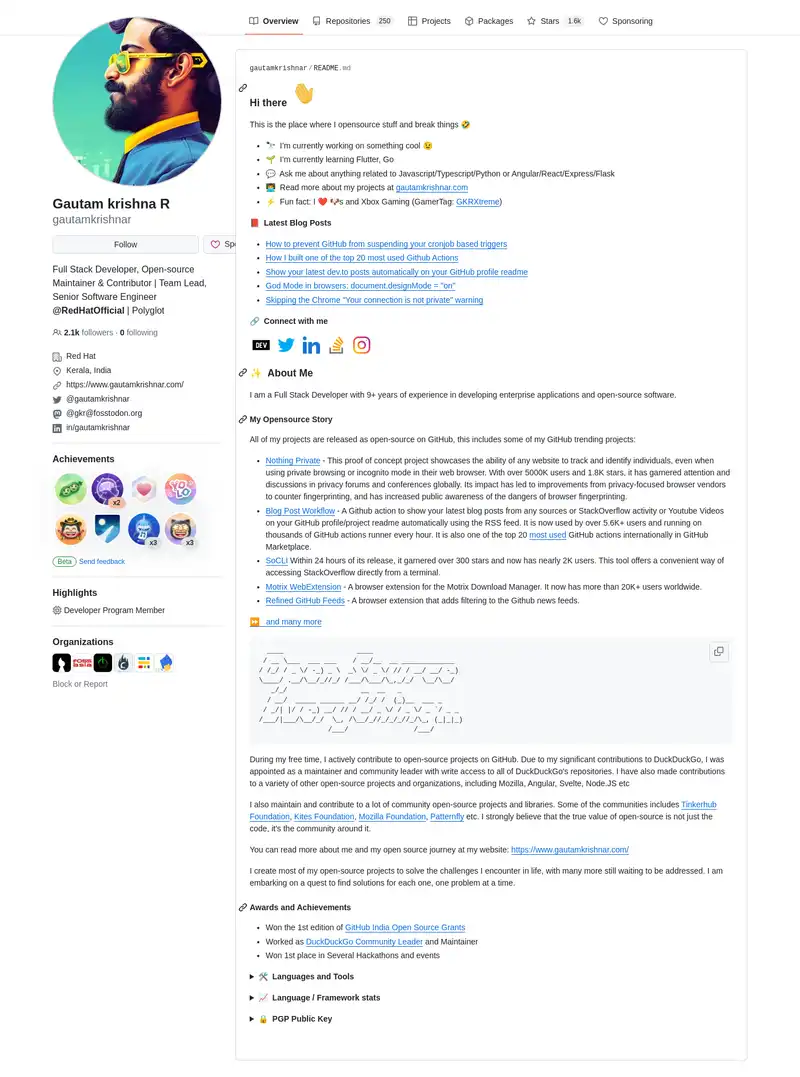 Overview
Repositories 250
Projects
Packages
Stars 1.6k
Sponsoring
Gautam krishna R
gautamkrishnar
Follow
Spo
Full Stack Developer, Open-source
Maintainer & Contributor | Team Lead,
Senior Software Engineer
@RedHatOfficial | Polyglot
2.1k followers · 0 following
Red Hat
Kerala, India
https://www.gautamkrishnar.com/
@gautamkrishnar
@gkr@fosstodon.org
in/gautamkrishnar
Achievements
x2
YOLO
x3
x3
Beta Send feedback
Highlights
Developer Program Member
Organizations
Block or Report
gautamkrishnar/README.md
Hi there 👋
This is the place where I opensource stuff and break things 🤣
• 🔭 I'm currently working on something cool 😉
• 🌱 I'm currently learning Flutter, Go
• 💬 Ask me about anything related to Javascript/Typescript/Python or Angular/React/Express/Flask
• 👨‍💻 Read more about my projects at gautamkrishnar.com
• ⚡ Fun fact: I ❤️ 🐶s and Xbox Gaming (GamerTag: GKRXtreme)
📕 Latest Blog Posts
• How to prevent GitHub from suspending your cronjob based triggers
• How I built one of the top 20 most used Github Actions
• Show your latest dev.to posts automatically on your GitHub profile readme
• God Mode in browsers: document.designMode = "on"
• Skipping the Chrome "Your connection is not private" warning
🔗 Connect with me
DEV
✨ About Me
I am a Full Stack Developer with 9+ years of experience in developing enterprise applications and open-source software.
My Opensource Story
All of my projects are released as open-source on GitHub, this includes some of my GitHub trending projects:
• Nothing Private - This proof of concept project showcases the ability of any website to track and identify individuals, even when
using private browsing or incognito mode in their web browser. With over 5000K users and 1.8K stars, it has garnered attention and
discussions in privacy forums and conferences globally. Its impact has led to improvements from privacy-focused browser vendors
to counter fingerprinting, and has increased public awareness of the dangers of browser fingerprinting.
• Blog Post Workflow - A Github action to show your latest blog posts from any sources or StackOverflow activity or Youtube Videos
on your GitHub profile/project readme automatically using the RSS feed. It is now used by over 5.6K+ users and running on
thousands of GitHub actions runner every hour. It is also one of the top 20 most used GitHub actions internationally in GitHub
Marketplace.
• SoCLI Within 24 hours of its release, it garnered over 300 stars and now has nearly 2K users. This tool offers a convenient way of
accessing StackOverflow directly from a terminal.
• Motrix WebExtension - A browser extension for the Motrix Download Manager. It now has more than 20K+ users worldwide.
• Refined GitHub Feeds - A browser extension that adds filtering to the Github news feeds.
⏩ and many more
During my free time, I actively contribute to open-source projects on GitHub. Due to my significant contributions to DuckDuckGo, I was
appointed as a maintainer and community leader with write access to all of DuckDuckGo's repositories. I have also made contributions
to a variety of other open-source projects and organizations, including Mozilla, Angular, Svelte, Node.JS etc
I also maintain and contribute to a lot of community open-source projects and libraries. Some of the communities includes Tinkerhub
Foundation, Kites Foundation, Mozilla Foundation, Patternfly etc. I strongly believe that the true value of open-source is not just the
code, it's the community around it.
You can read more about me and my open source journey at my website: https://www.gautamkrishnar.com/
I create most of my open-source projects to solve the challenges I encounter in life, with many more still waiting to be addressed. I am
embarking on a quest to find solutions for each one, one problem at a time.
Awards and Achievements
• Won the 1st edition of GitHub India Open Source Grants
• Worked as DuckDuckGo Community Leader and Maintainer
• Won 1st place in Several Hackathons and events
▶ 🛠️ Languages and Tools
▶ 📈 Language / Framework stats
▶ 🔒 PGP Public Key